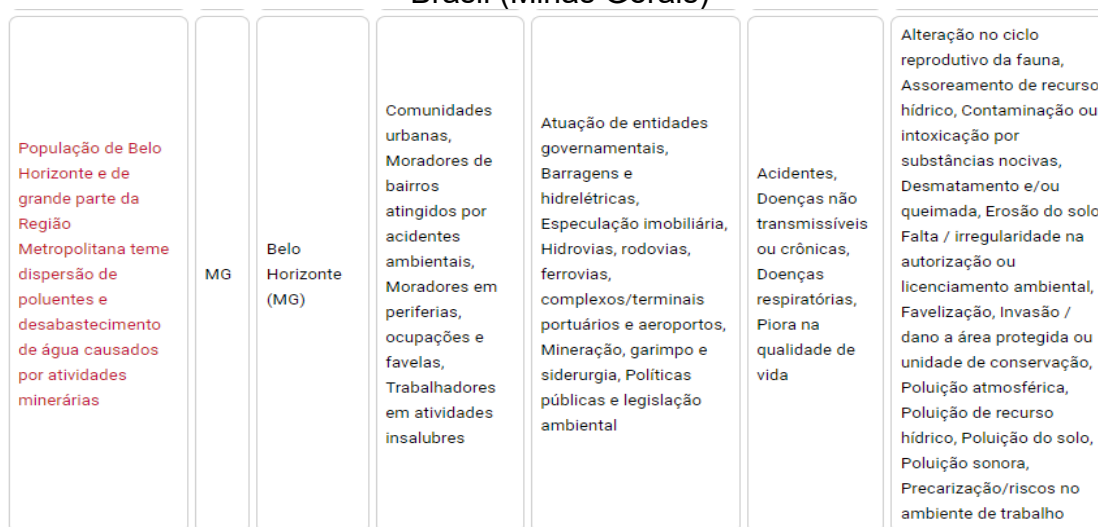 Brasil (Minas Gerais)
População de Belo
Horizonte e de
grande parte da
Região
Metropolitana teme
dispersão de
poluentes e
desabastecimento
de água causados
por atividades
minerárias
MG
Belo
Horizonte
(MG)
Comunidades
urbanas,
Moradores de
bairros
atingidos por
acidentes
ambientais,
Moradores em
periferias,
ocupações e
favelas,
Trabalhadores
em atividades
insalubres
Atuação de entidades
governamentais,
Barragens e
hidrelétricas,
Especulação imobiliária,
Hidrovias, rodovias,
ferrovias,
complexos/terminais
portuários e aeroportos,
Mineração, garimpo e
siderurgia, Políticas
públicas e legislação
ambiental
Acidentes,
Doenças não
transmissíveis
ou crônicas,
Doenças
respiratórias,
Piora na
qualidade de
vida
Alteração no ciclo
reprodutivo da fauna,
Assoreamento de recurso
hídrico, Contaminação ou
intoxicação por
substâncias nocivas,
Desmatamento e/ou
queimada, Erosão do solo
Falta / irregularidade na
autorização ou
licenciamento ambiental,
Favelização, Invasão /
dano a área protegida ou
unidade de conservação,
Poluição atmosférica,
Poluição de recurso
hídrico, Poluição do solo,
Poluição sonora,
Precarização/riscos no
ambiente de trabalho